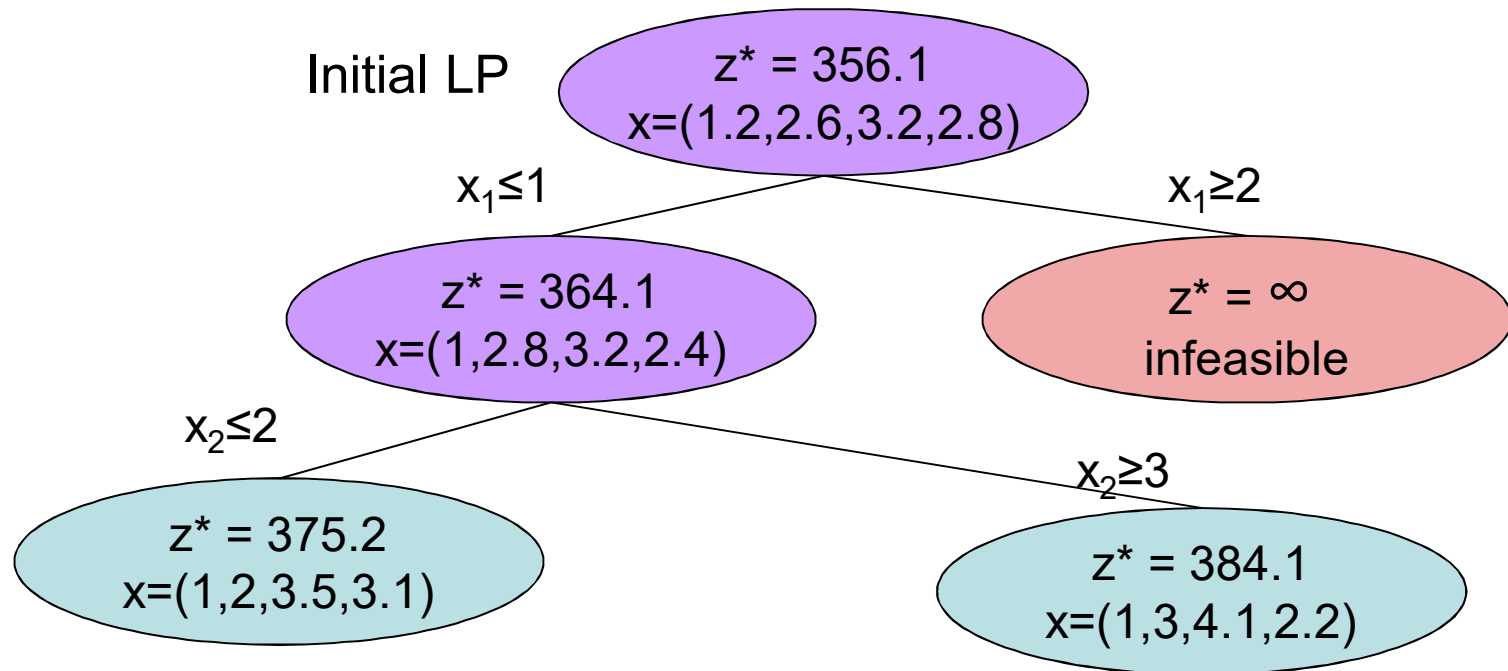 Initial LP
z* = 356.1
x=(1.2,2.6,3.2,2.8)
x₁≤1
x₁≥2
z* = 364.1
x=(1,2.8,3.2,2.4)
z* = ∞
infeasible
x₂≤2
x₂≥3
z* = 375.2
x=(1,2,3.5,3.1)
z* = 384.1
x=(1,3,4.1,2.2)